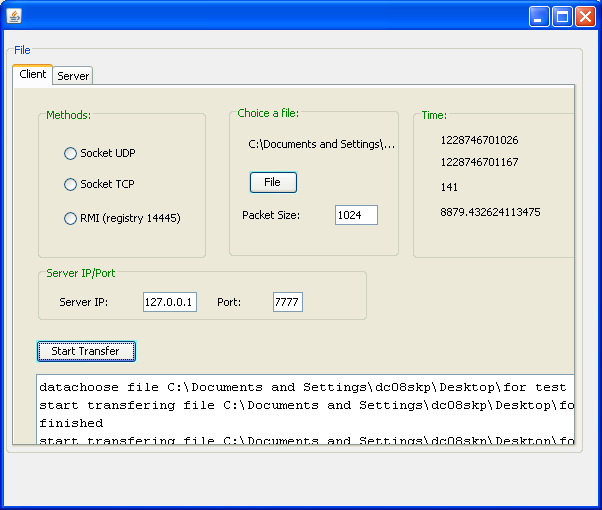 File
Client Server
Methods:
Socket UDP
Socket TCP
RMI (registry 14445)
Choice a file:
C:\Documents and Settings\...
File
Packet Size: 1024
Time:
1228746701026
1228746701167
141
8879.432624113475
Server IP/Port
Server IP: 127.0.0.1 Port: 7777
Start Transfer
datachoose file C:\Documents and Settings\dc08skp\Desktop\for test
start transfering file C:\Documents and Settings\dc08skp\Desktop\fo
finished
start transfering file C:\Documents and Settings\dc08skp\Desktop\fo